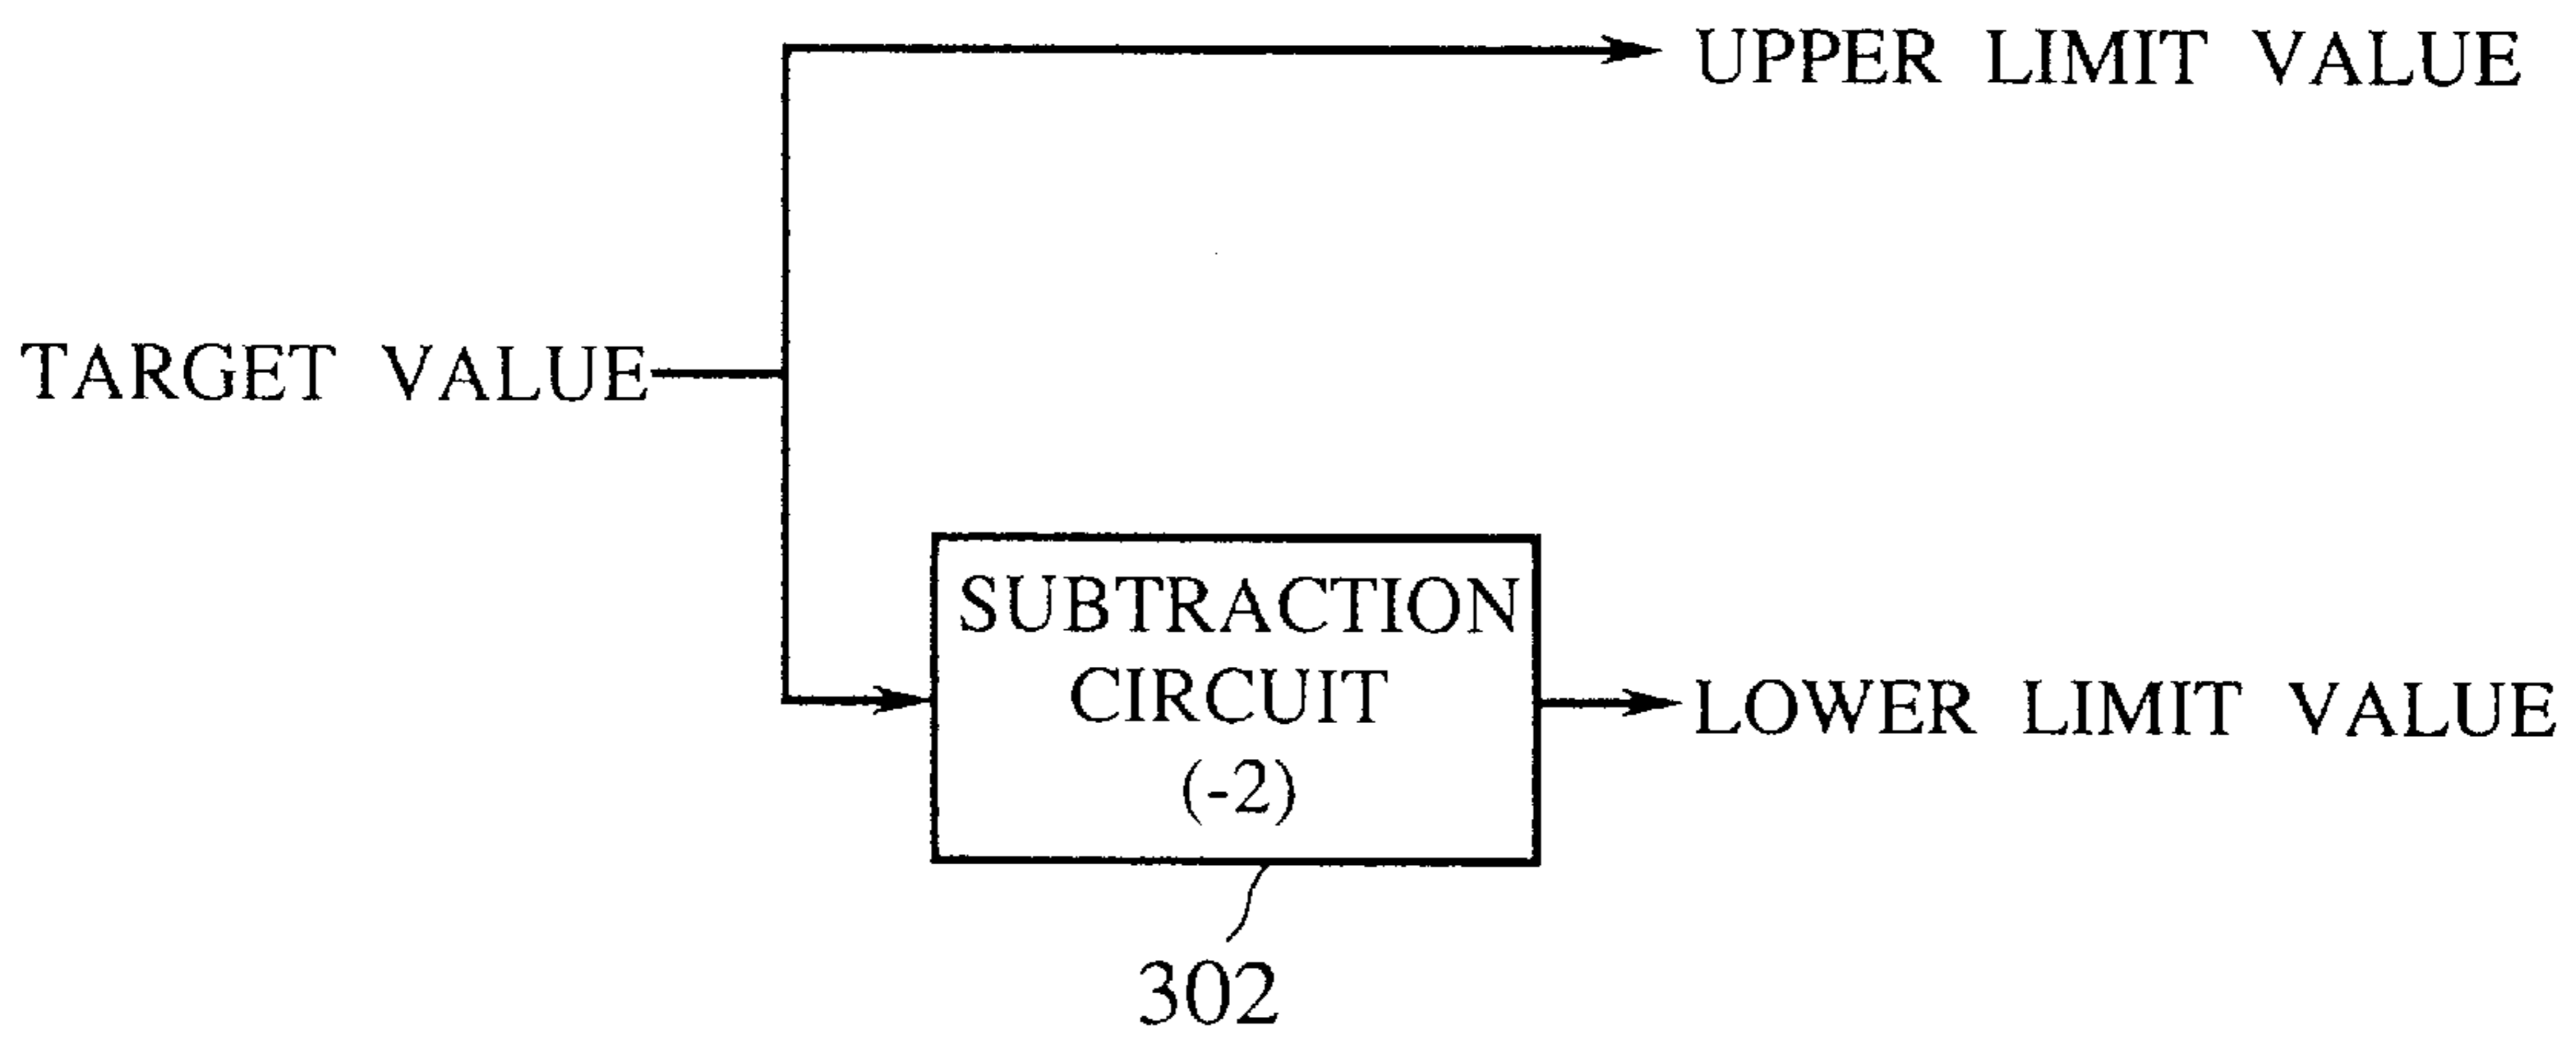 UPPER LIMIT VALUE
TARGET VALUE
SUBTRACTION
CIRCUIT
(-2)
LOWER LIMIT VALUE
302